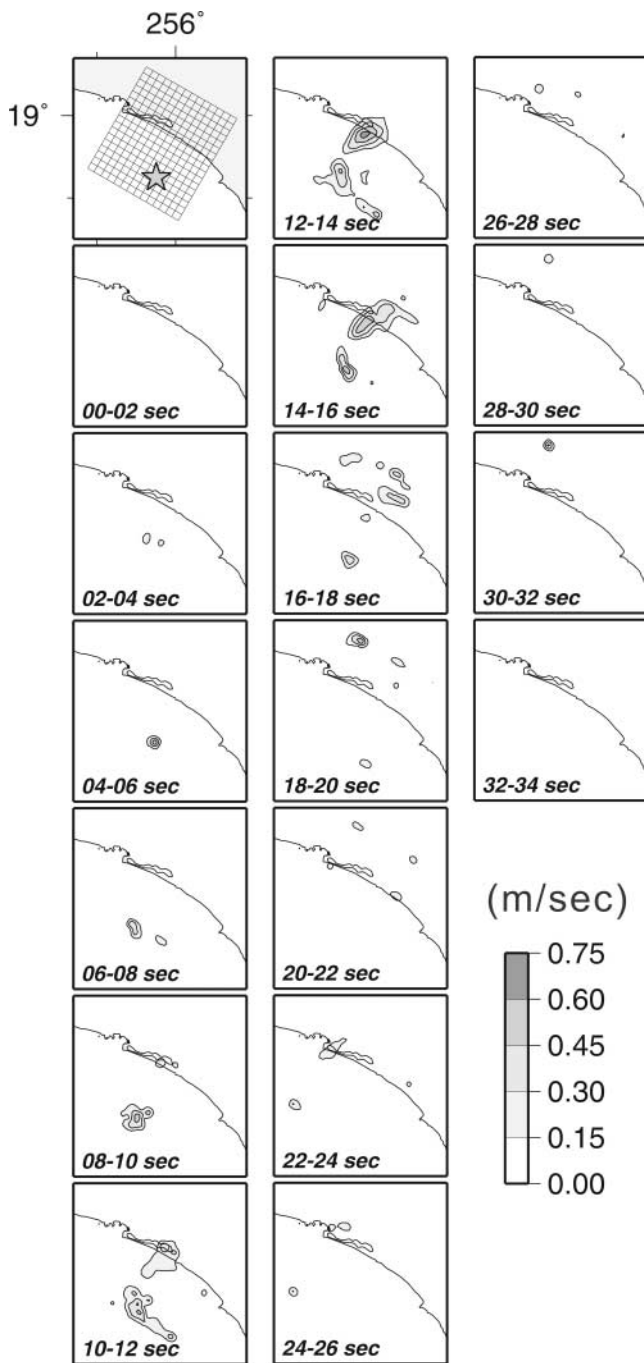 256°
19°
00-02 sec
02-04 sec
04-06 sec
06-08 sec
08-10 sec
10-12 sec
12-14 sec
14-16 sec
16-18 sec
18-20 sec
20-22 sec
22-24 sec
24-26 sec
26-28 sec
28-30 sec
30-32 sec
32-34 sec
(m/sec)
0.75
0.60
0.45
0.30
0.15
0.00